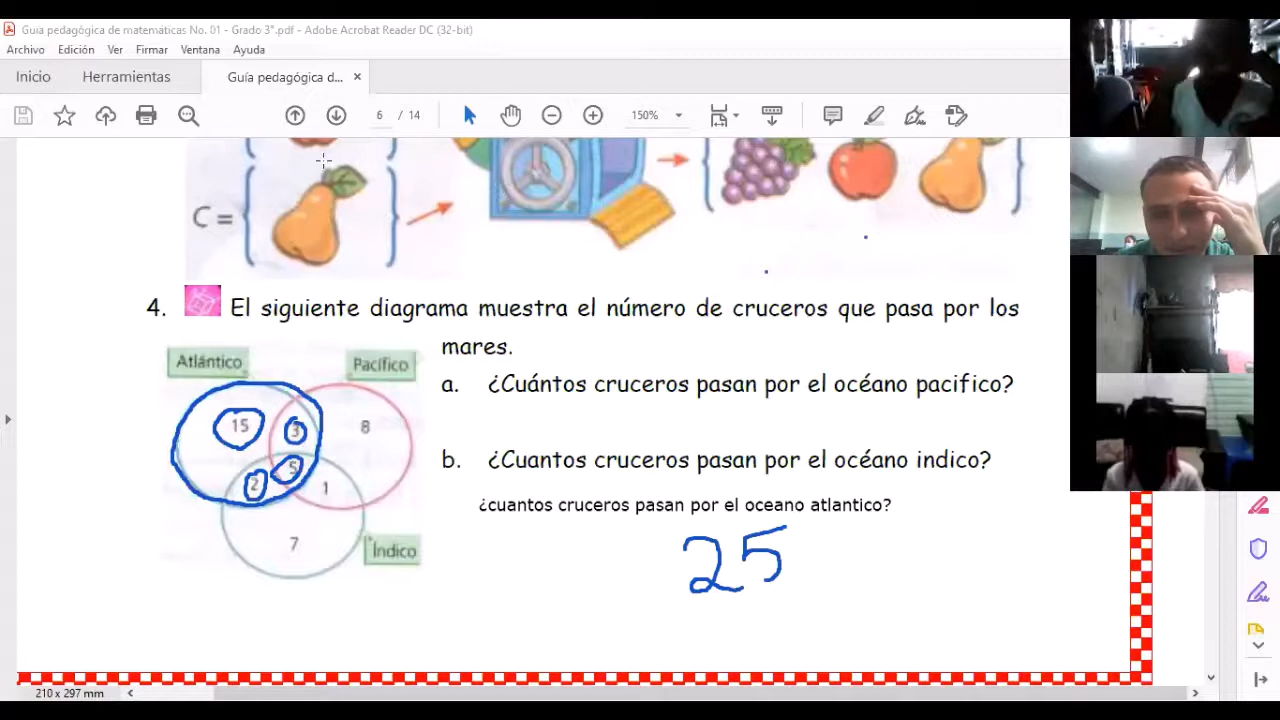 Guía pedagógica de matemáticas No. 01 - Grado 3°.pdf - Adobe Acrobat Reader DC (32-bit)
Archivo Edición Ver Firmar Ventana Ayuda
Inicio Herramientas Guía pedagógica d... ×
6 / 14 150%
C =
4. El siguiente diagrama muestra el número de cruceros que pasa por los
mares.
Atlántico Pacífico
a. ¿Cuántos cruceros pasan por el océano pacifico?
15 3 8
b. ¿Cuantos cruceros pasan por el océano indico?
5
2 1
¿cuantos cruceros pasan por el oceano atlantico?
7 Índico
25
210 x 297 mm